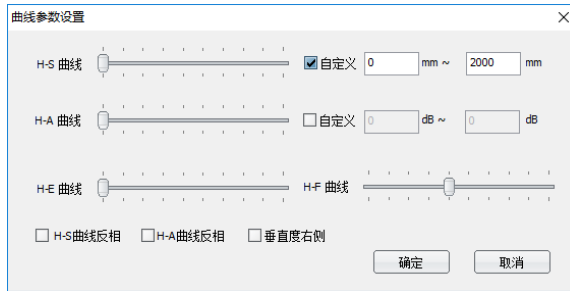 曲线参数设置
H-S 曲线 自定义 0 mm ~ 2000 mm
H-A 曲线 自定义 0 dB ~ 0 dB
H-E 曲线 H-F 曲线
H-S曲线反相 H-A曲线反相 垂直度右侧
确定 取消